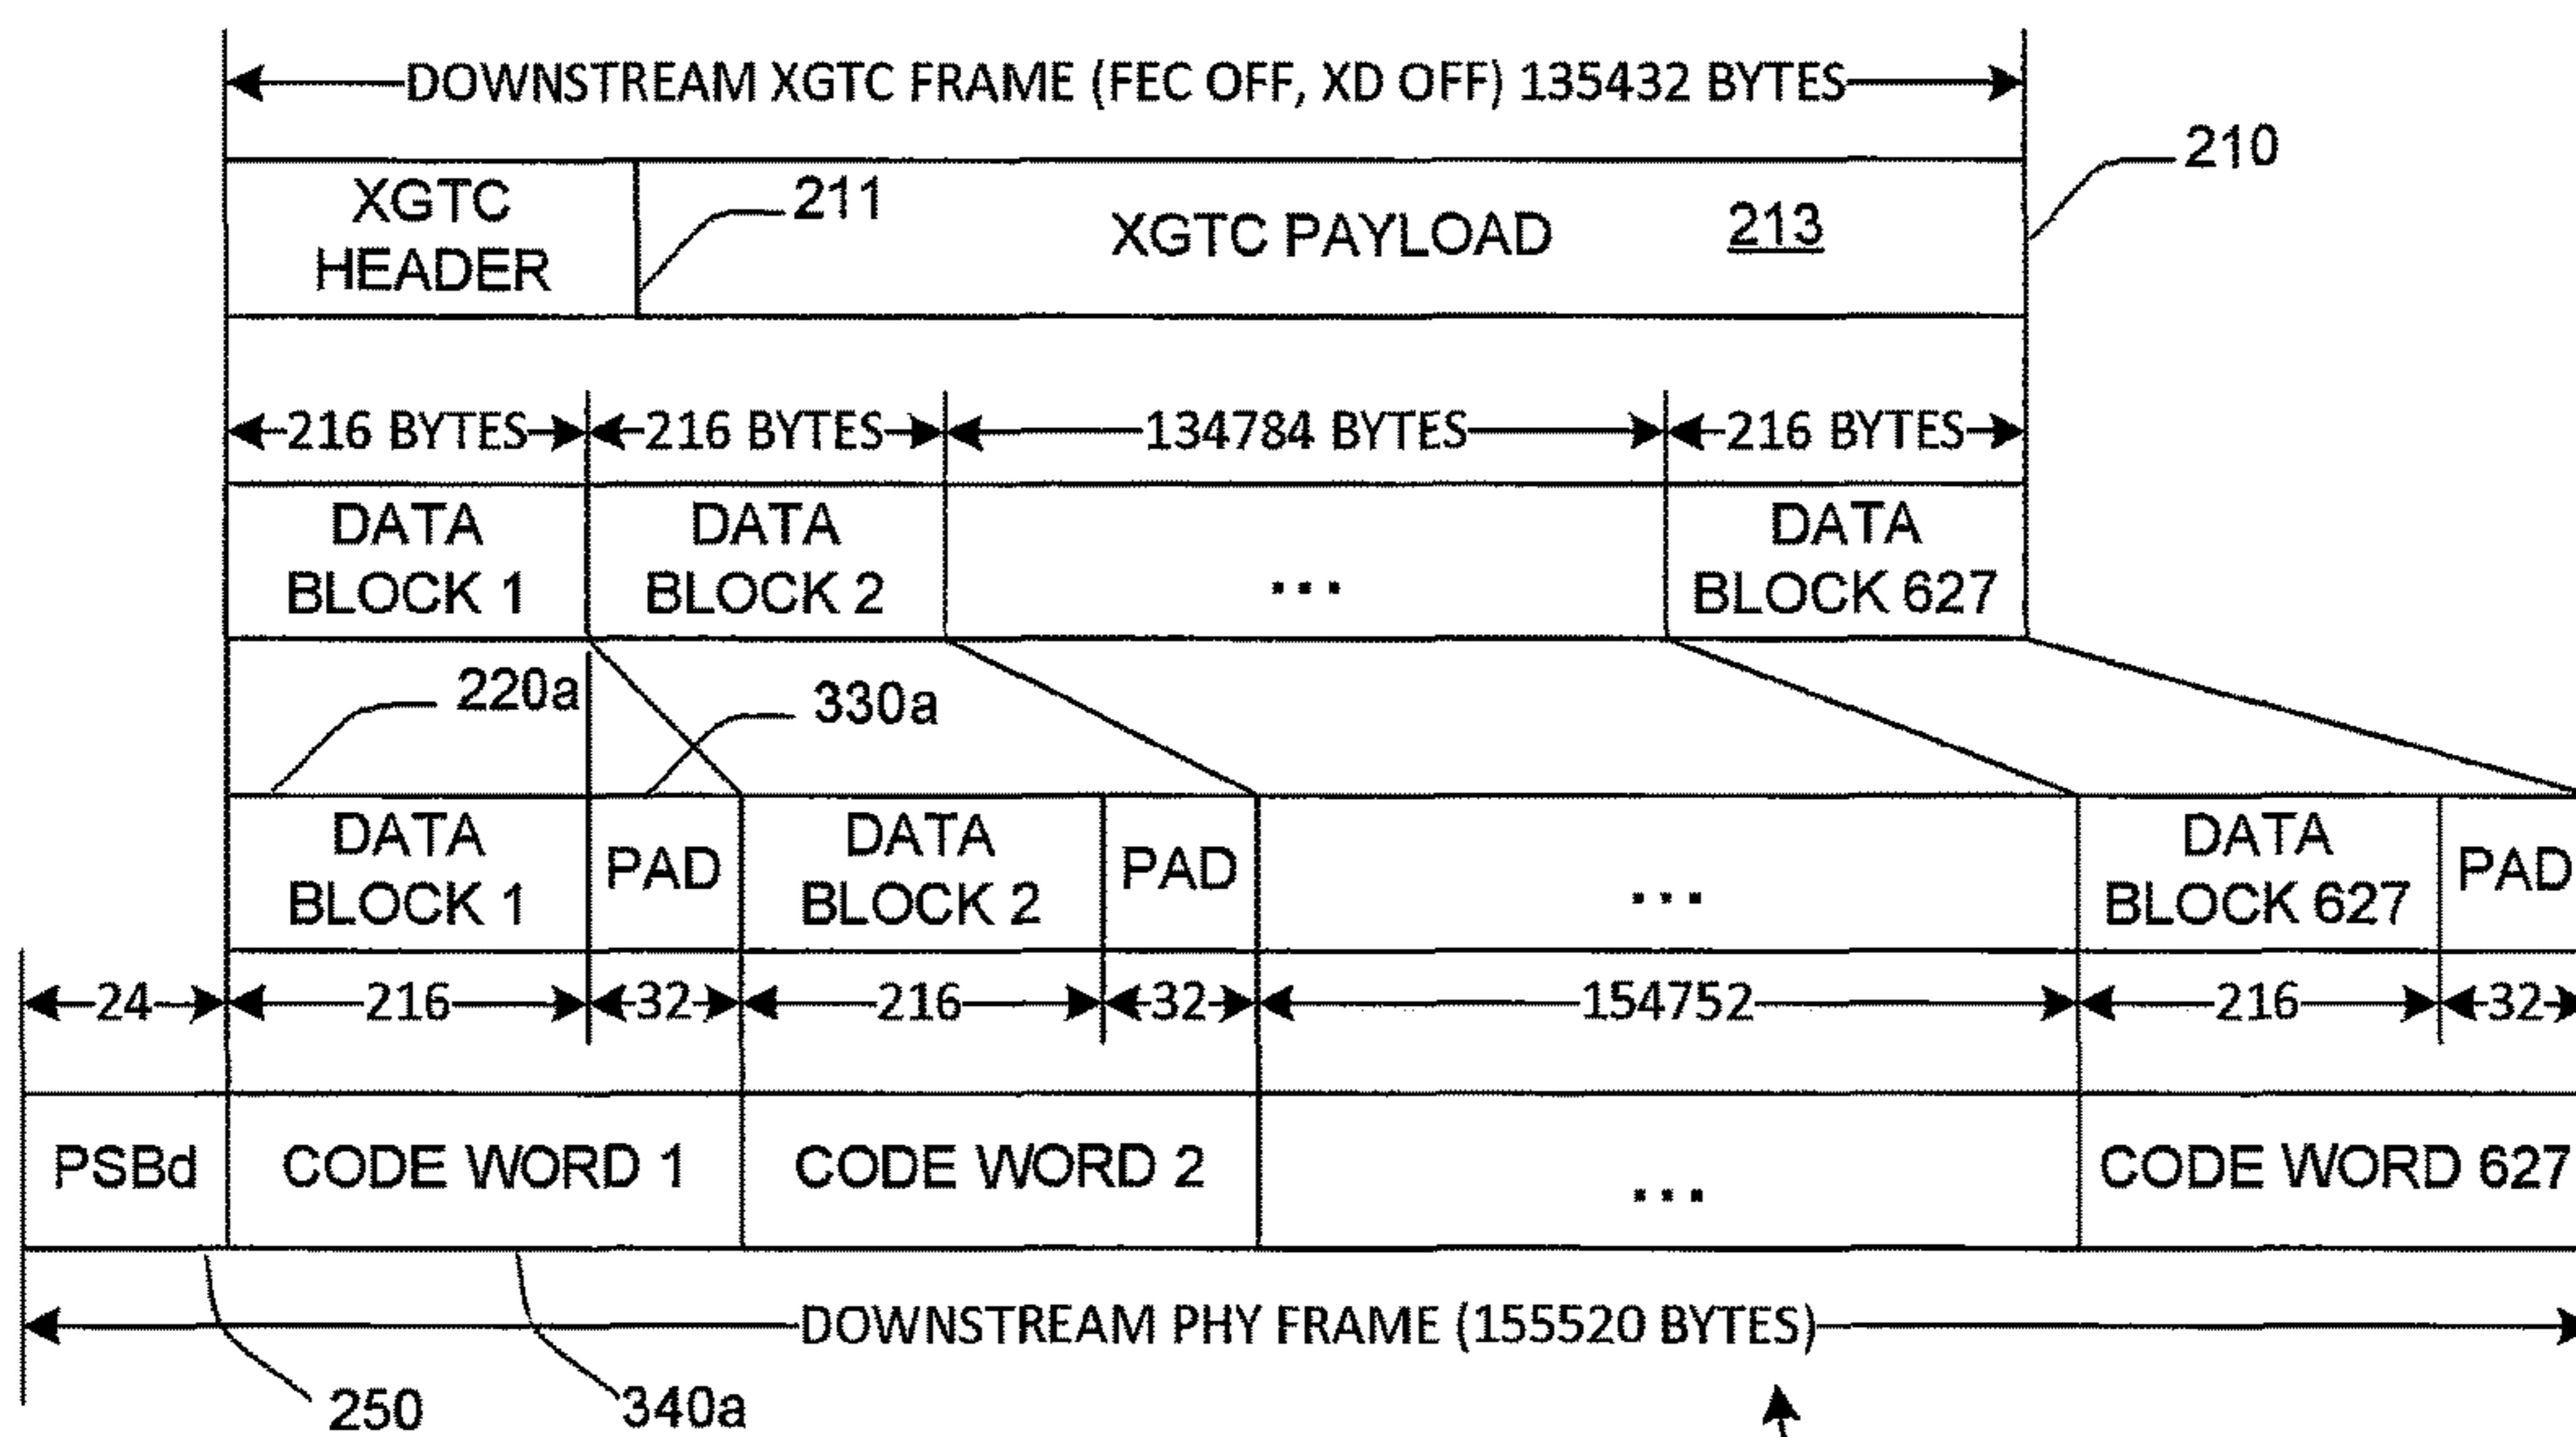 DOWNSTREAM XGTC FRAME (FEC OFF, XD OFF) 135432 BYTES
210
XGTC
HEADER
211
XGTC PAYLOAD
213
216 BYTES 216 BYTES 134784 BYTES 216 BYTES
DATA
BLOCK 1
DATA
BLOCK 2
...
DATA
BLOCK 627
220a
330a
DATA
BLOCK 1
PAD
DATA
BLOCK 2
PAD
...
DATA
BLOCK 627
PAD
24 216 32 216 32 154752 216 32
PSBd CODE WORD 1 CODE WORD 2 ... CODE WORD 627
DOWNSTREAM PHY FRAME (155520 BYTES)
250
340a